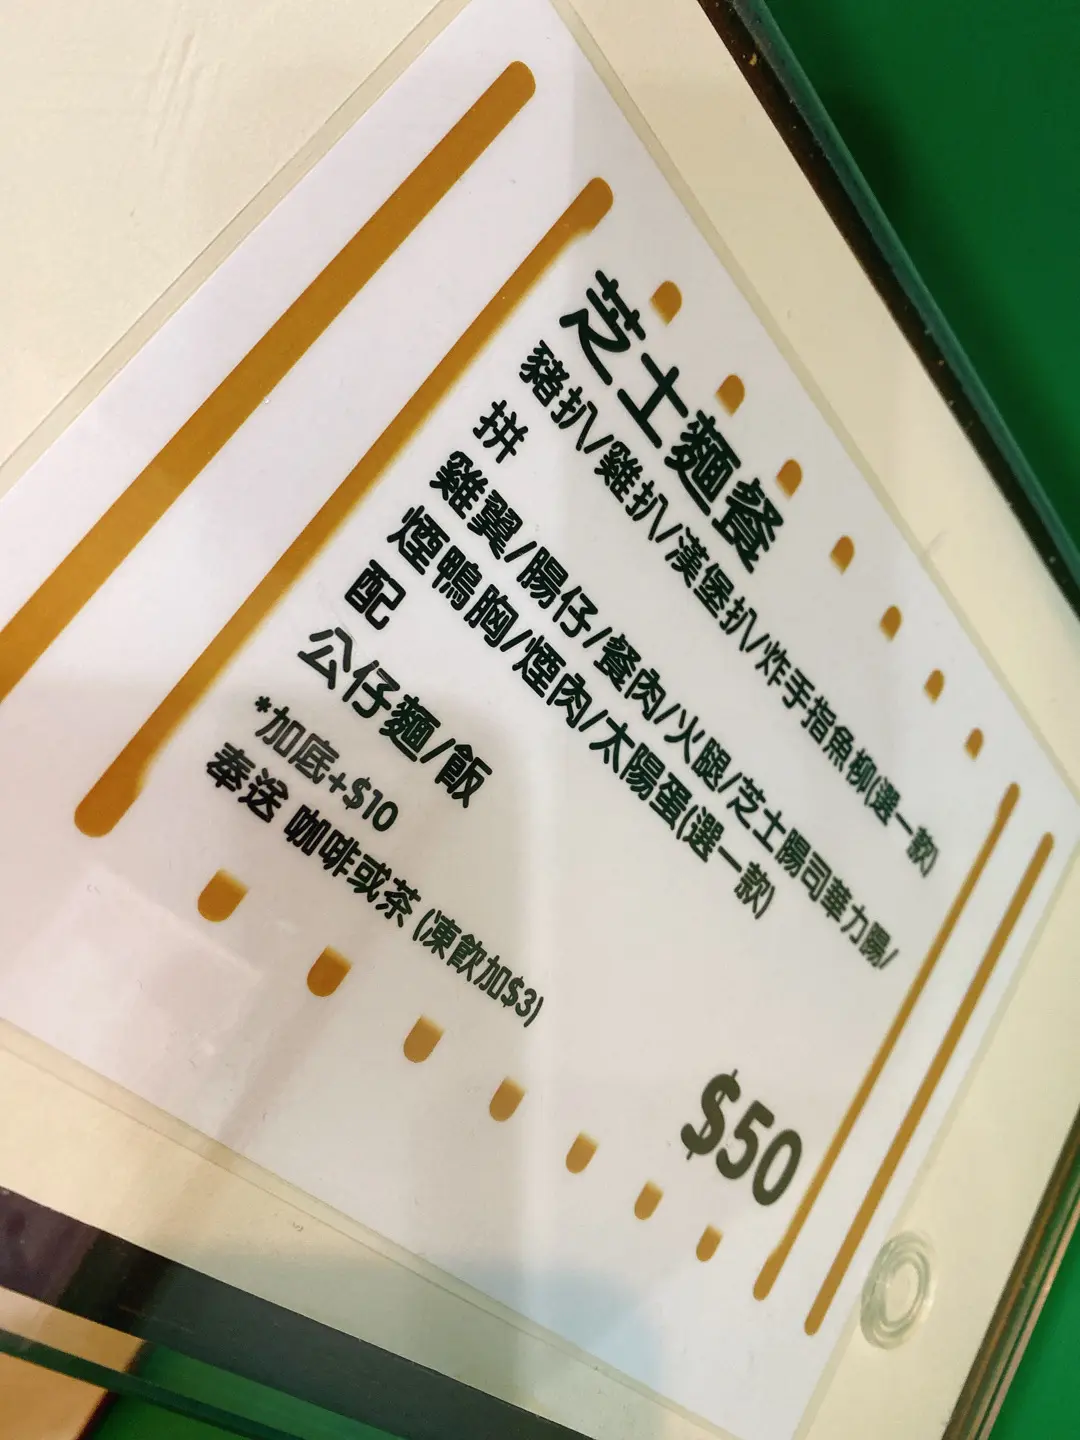 芝士麵餐
豬扒/雞扒/漢堡扒/炸手指魚柳(選一款)
拼
雞翼/腸仔/餐肉/火腿/芝士腸司華力腸/
煙鴨胸/煙肉/太陽蛋(選一款)
配
公仔麵/飯
*加底+$10
奉送 咖啡或茶 (凍飲加$3)
$50